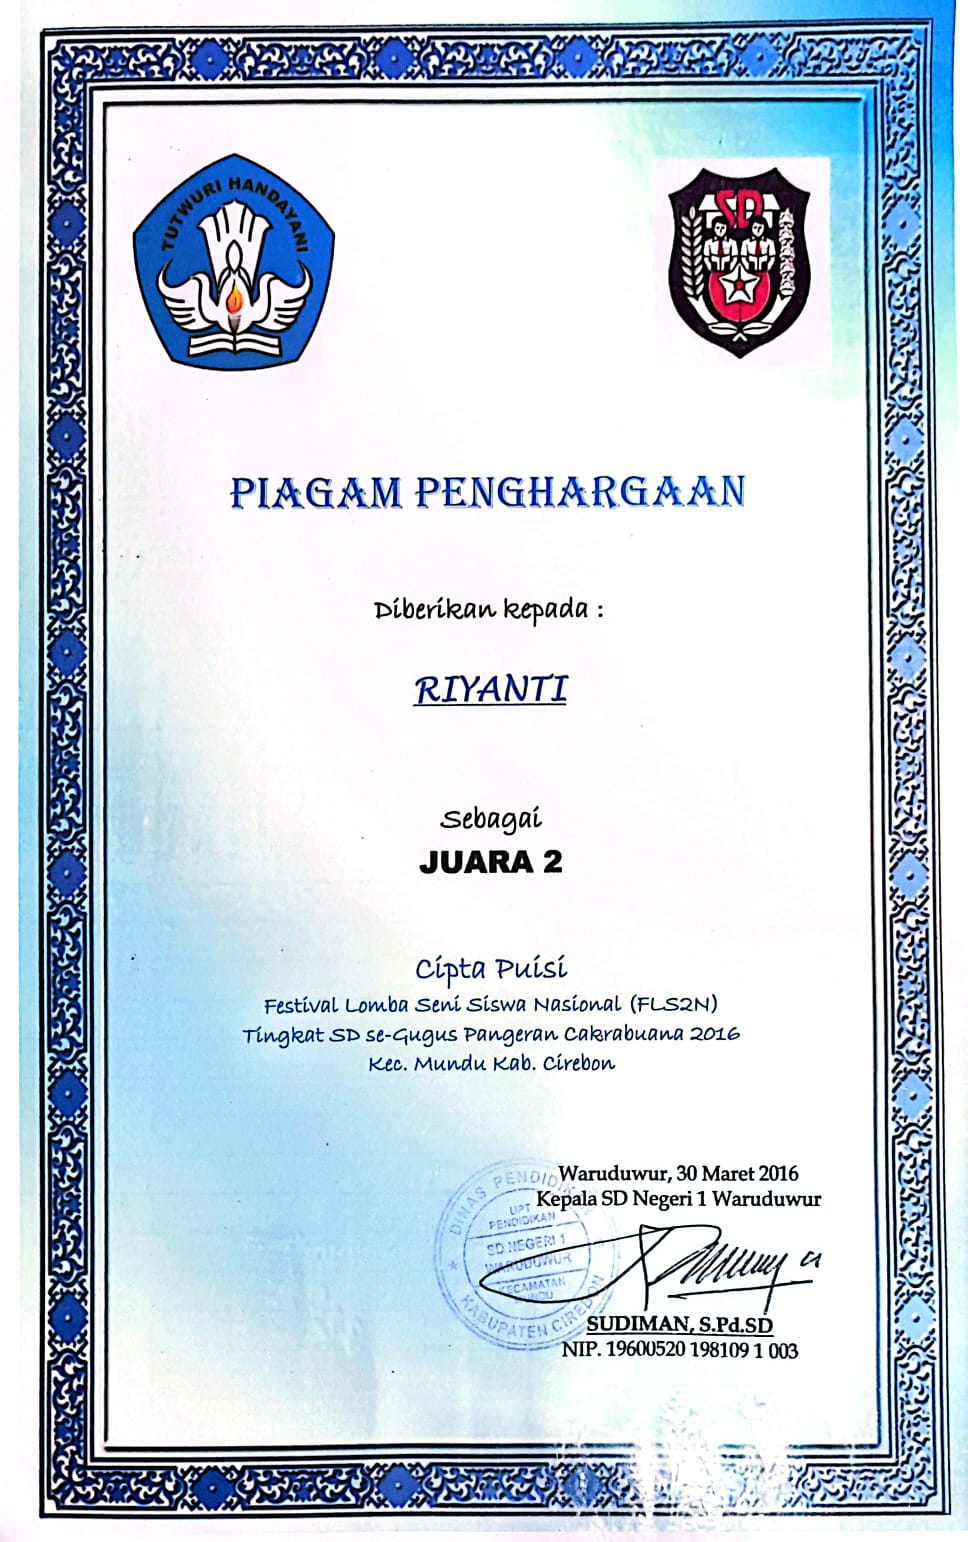 TUTWURI HANDAYANI
SD
PIAGAM PENGHARGAAN
Diberikan kepada :
RIYANTI
Sebagai
JUARA 2
Cipta Puisi
Festival Lomba Seni Siswa Nasional (FLS2N)
Tingkat SD se-Gugus Pangeran Cakrabuana 2016
Kec. Mundu Kab. Cirebon
Waruduwur, 30 Maret 2016
Kepala SD Negeri 1 Waruduwur
DINAS PENDIDIK
UPT
PENDIDIKAN
SD NEGERI 1
WARUDUWUR
KECAMATAN
KABUPATEN CIREBON
SUDIMAN, S.Pd.SD
NIP. 19600520 198109 1 003